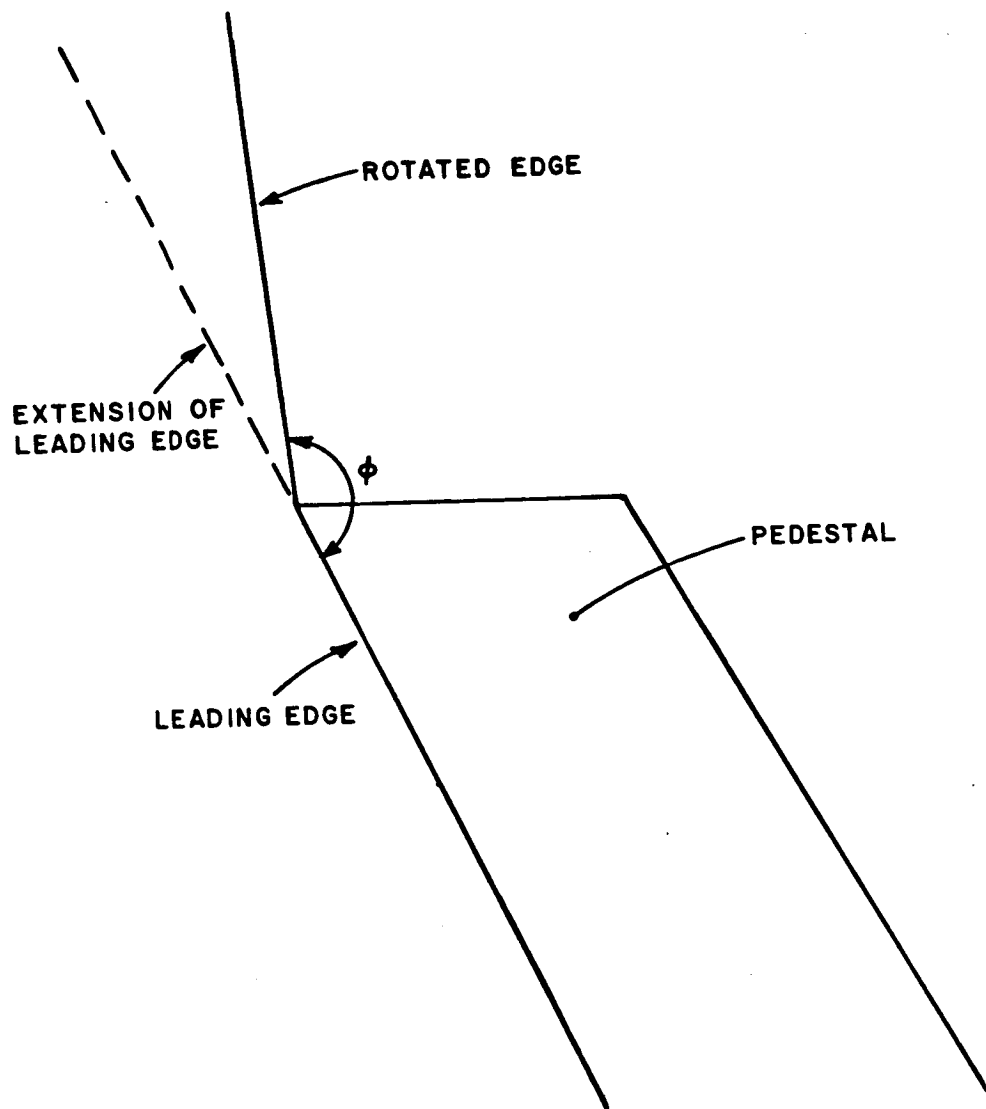 ROTATED EDGE
EXTENSION OF
LEADING EDGE
ϕ
PEDESTAL
LEADING EDGE